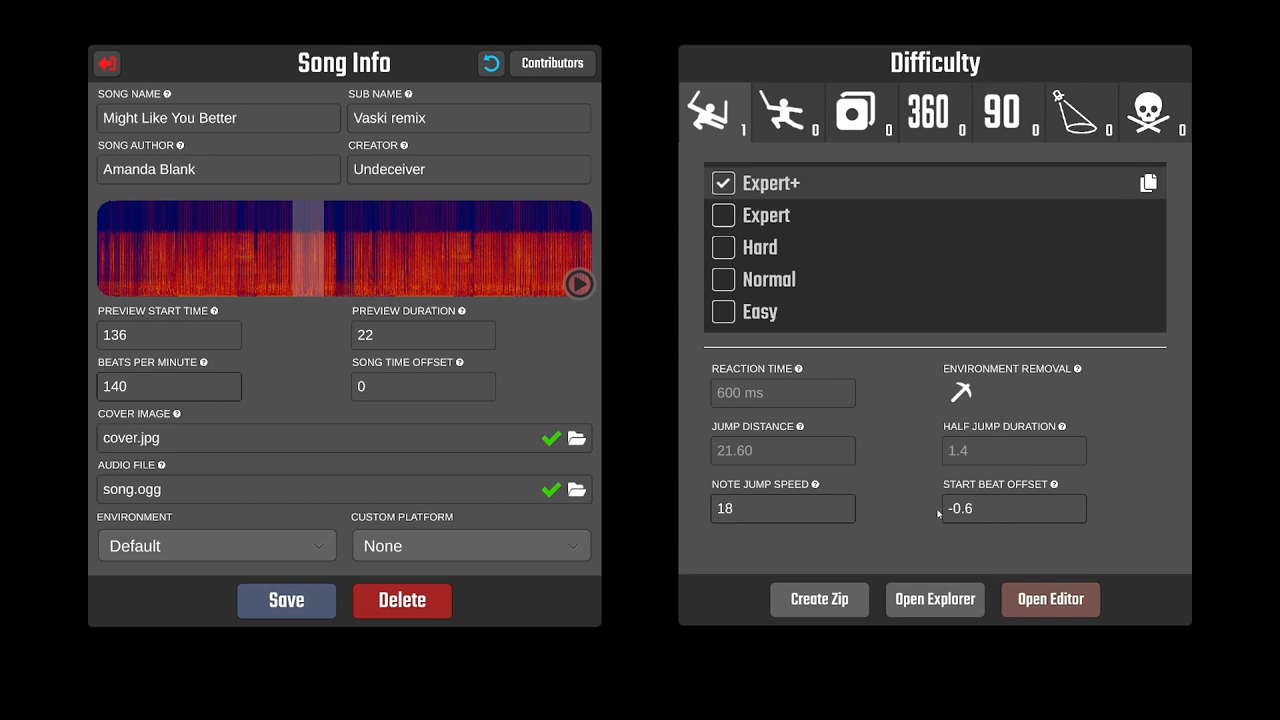 Song Info
Contributors
SONG NAME
SUB NAME
Might Like You Better
Vaski remix
SONG AUTHOR
CREATOR
Amanda Blank
Undeceiver
PREVIEW START TIME
PREVIEW DURATION
136
22
BEATS PER MINUTE
SONG TIME OFFSET
140
0
COVER IMAGE
cover.jpg
AUDIO FILE
song.ogg
ENVIRONMENT
CUSTOM PLATFORM
Default
None
Save
Delete
Difficulty
1
0
0
360 0
90 0
0
0
Expert+
Expert
Hard
Normal
Easy
REACTION TIME
ENVIRONMENT REMOVAL
600 ms
JUMP DISTANCE
HALF JUMP DURATION
21.60
1.4
NOTE JUMP SPEED
START BEAT OFFSET
18
-0.6
Create Zip
Open Explorer
Open Editor